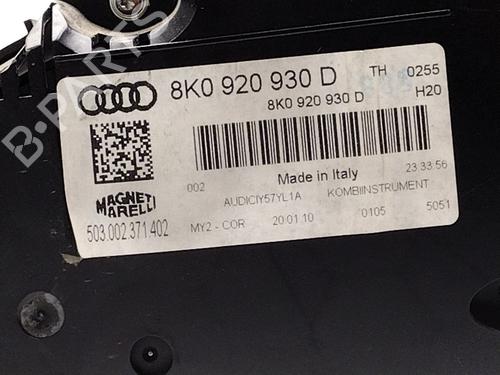 8K0 920 930 D TH 0255
8K0 920 930 D H20
Made in Italy 23:33:56
002
AUDICIY57YL1A KOMBIINSTRUMENT
MAGNETI
MARELLI
503.002.371.402 MY2 - COR 20.01.10 0105 5051
B-PARTS